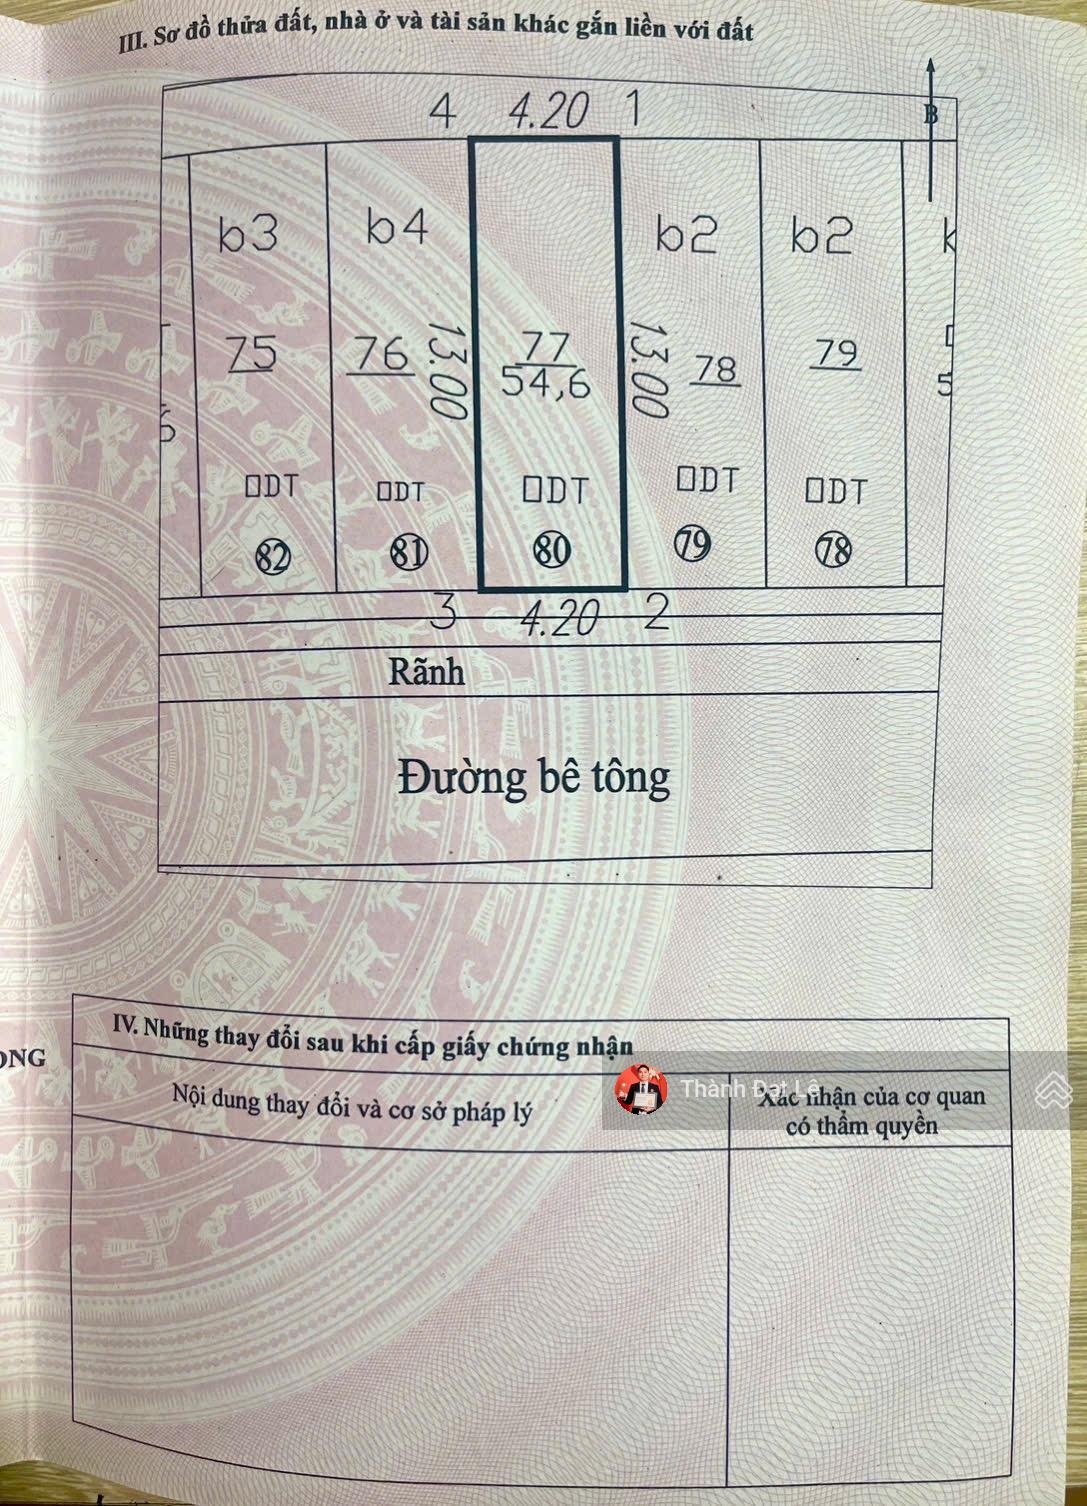 III. Sơ đồ thửa đất, nhà ở và tài sản khác gắn liền với đất
B
4 4.20 1
b3 b4 b2 b2
75 76 13.00 77 13.00 78 79
54,6
5
ODT ODT ODT ODT ODT
82 81 80 79 78
3 4.20 2
Rãnh
Đường bê tông
IV. Những thay đổi sau khi cấp giấy chứng nhận
Nội dung thay đổi và cơ sở pháp lý
Xác nhận của cơ quan
có thẩm quyền
Thành Đạt Lê